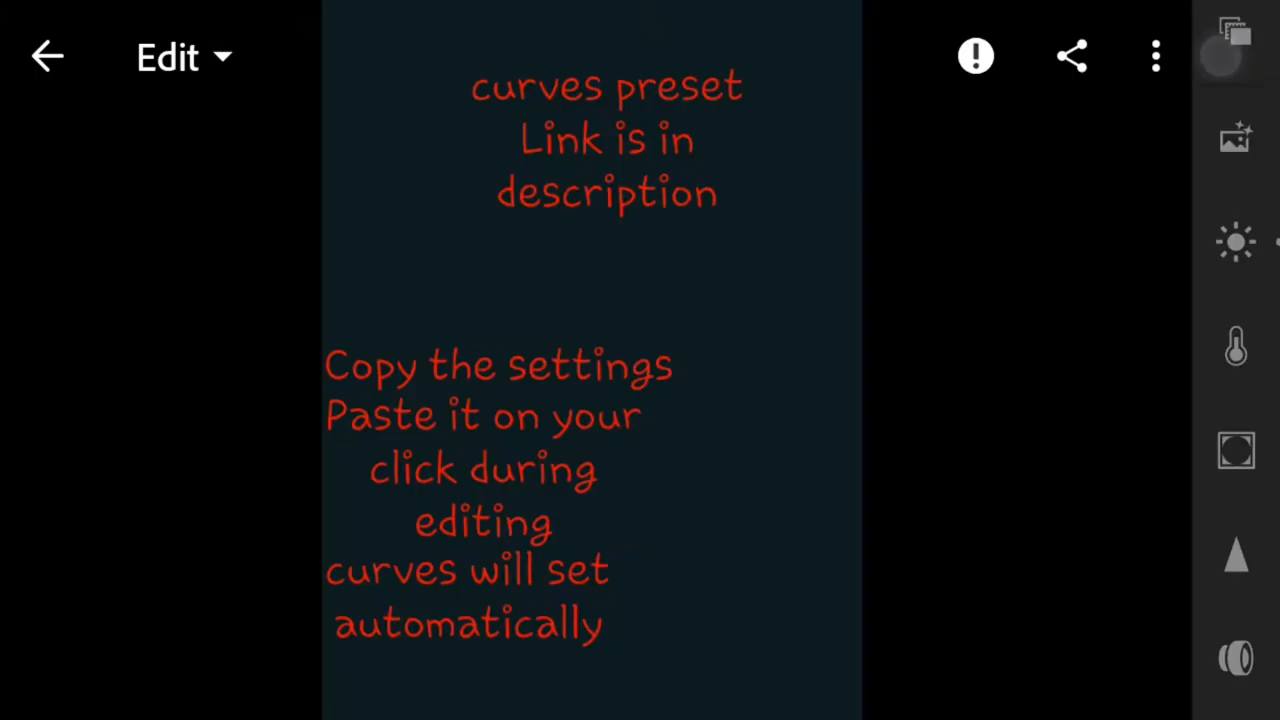 Edit
curves preset
Link is in
description
Copy the settings
Paste it on your
click during
editing
curves will set
automatically